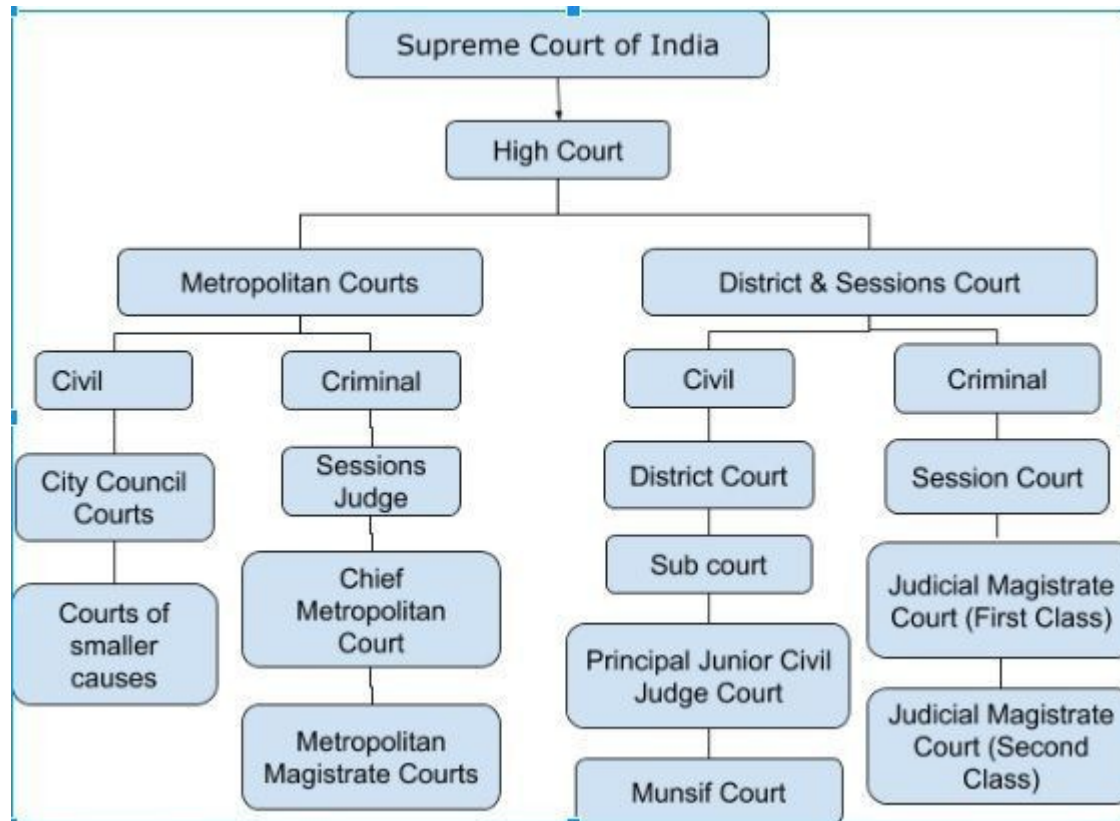 Supreme Court of India
High Court
Metropolitan Courts
District & Sessions Court
Civil
Criminal
Civil
Criminal
City Council
Courts
Sessions
Judge
District Court
Session Court
Courts of
smaller
causes
Chief
Metropolitan
Court
Sub court
Judicial Magistrate
Court (First Class)
Principal Junior Civil
Judge Court
Metropolitan
Magistrate Courts
Judicial Magistrate
Court (Second
Class)
Munsif Court